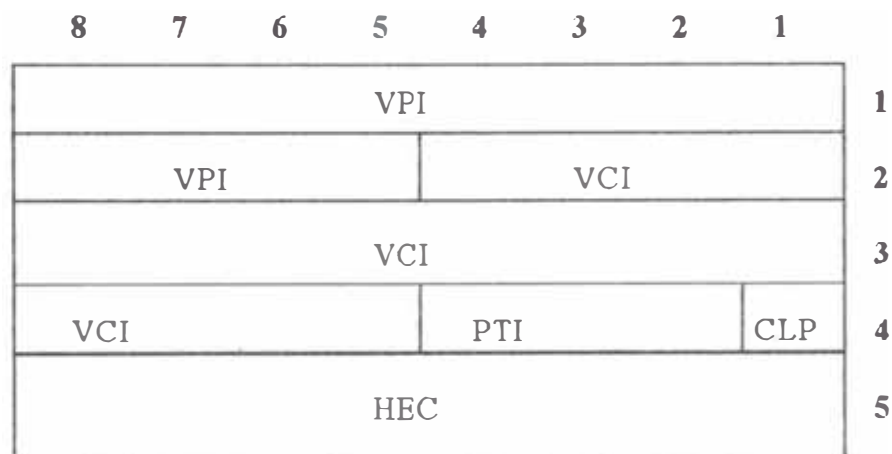 8 7 6 5 4 3 2 1
VPI 1
VPI VCI 2
VCI 3
VCI PTI CLP 4
HEC 5